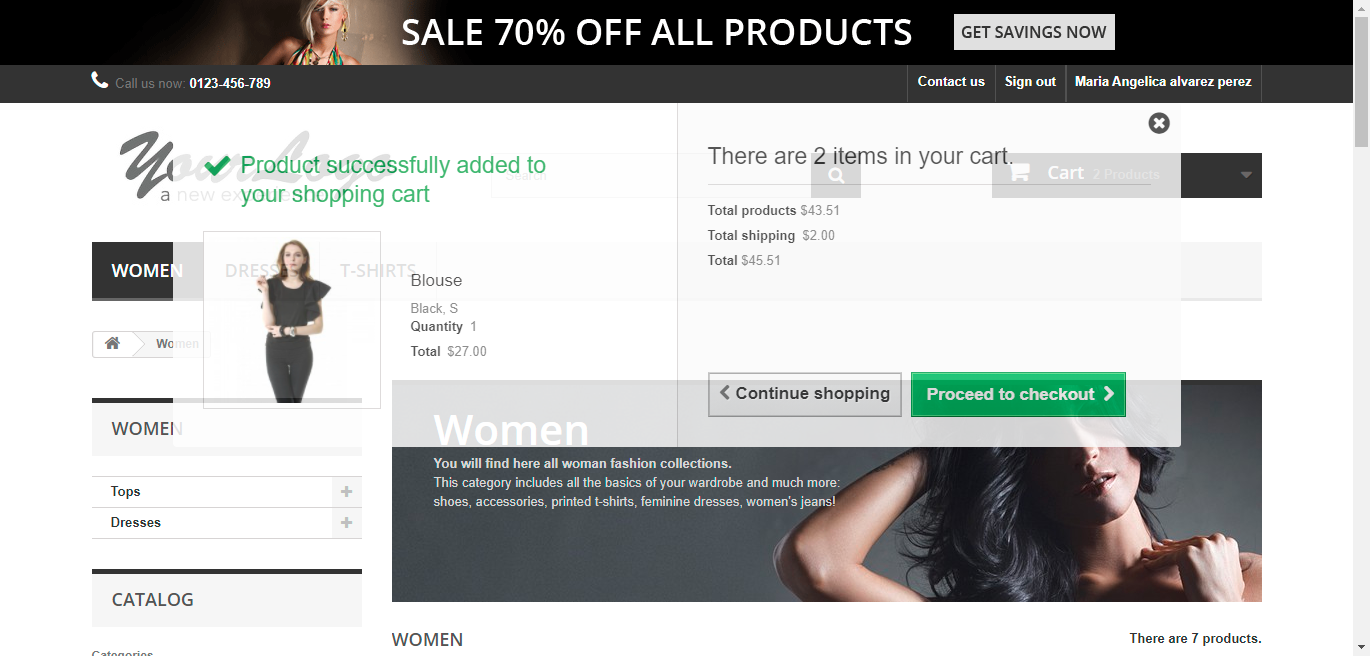 SALE 70% OFF ALL PRODUCTS
GET SAVINGS NOW
Call us now: 0123-456-789
Contact us
Sign out
Maria Angelica alvarez perez
Your Logo
a new experience
Product successfully added to
your shopping cart
Search
There are 2 items in your cart.
Cart 2 Products
Total products $43.51
Total shipping $2.00
Total $45.51
WOMEN
DRESSES
T-SHIRTS
Blouse
Black, S
Quantity 1
Total $27.00
Women
Continue shopping
Proceed to checkout
WOMEN
Women
You will find here all woman fashion collections.
This category includes all the basics of your wardrobe and much more:
shoes, accessories, printed t-shirts, feminine dresses, women's jeans!
Tops
Dresses
CATALOG
WOMEN
There are 7 products.
Categories